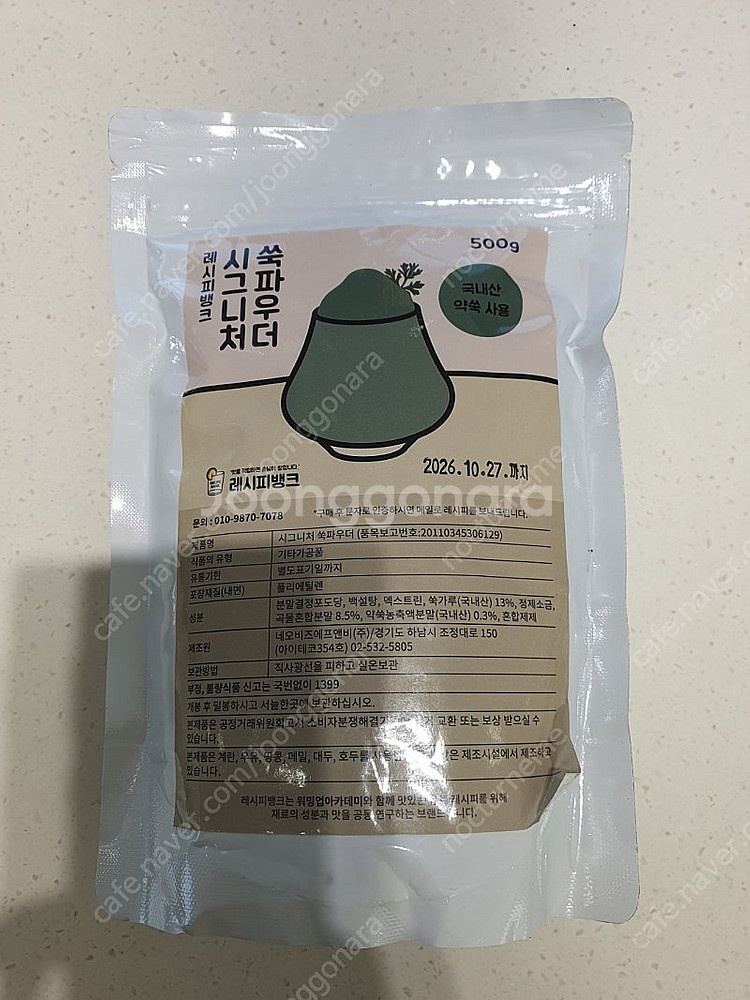 500g
국내산
약쑥 사용
레시피뱅크
시그니처
쑥파우더
2026.10.27.까지
레시피뱅크
문의 : 010-9870-7078 *구매 후 문자로 인증하시면 메일로 레시피를 보내드립니다.
제품명 시그니처 쑥파우더 (품목보고번호:20110345306129)
식품의 유형 기타가공품
유통기한 별도표기일까지
포장재질(내면) 폴리에틸렌
성분 분말결정포도당, 백설탕, 덱스트린, 쑥가루(국내산) 13%, 정제소금,
곡물혼합분말 8.5%, 약쑥농축액분말(국내산) 0.3%, 혼합제제
제조원 네오비즈에프앤비(주)/경기도 하남시 조정대로 150
(아이테코354호) 02-532-5805
보관방법 직사광선을 피하고 실온보관
부정, 불량식품 신고는 국번없이 1399
개봉 후 밀봉하시고 서늘한곳에 보관하십시오.
본제품은 공정거래위원회고시 소비자분쟁해결기 교환 또는 보상 받으실 수
있습니다.
본제품은 계란, 우유, 땅콩, 메밀, 대두, 호두를 제조시설에서 제조하고
있습니다.
레시피뱅크는 워밍업아카데미와 함께 레시피를 위해
재료의 성분과 맛을 공동 연구하는
Joonggonara
cafe.naver.com/joonggonara